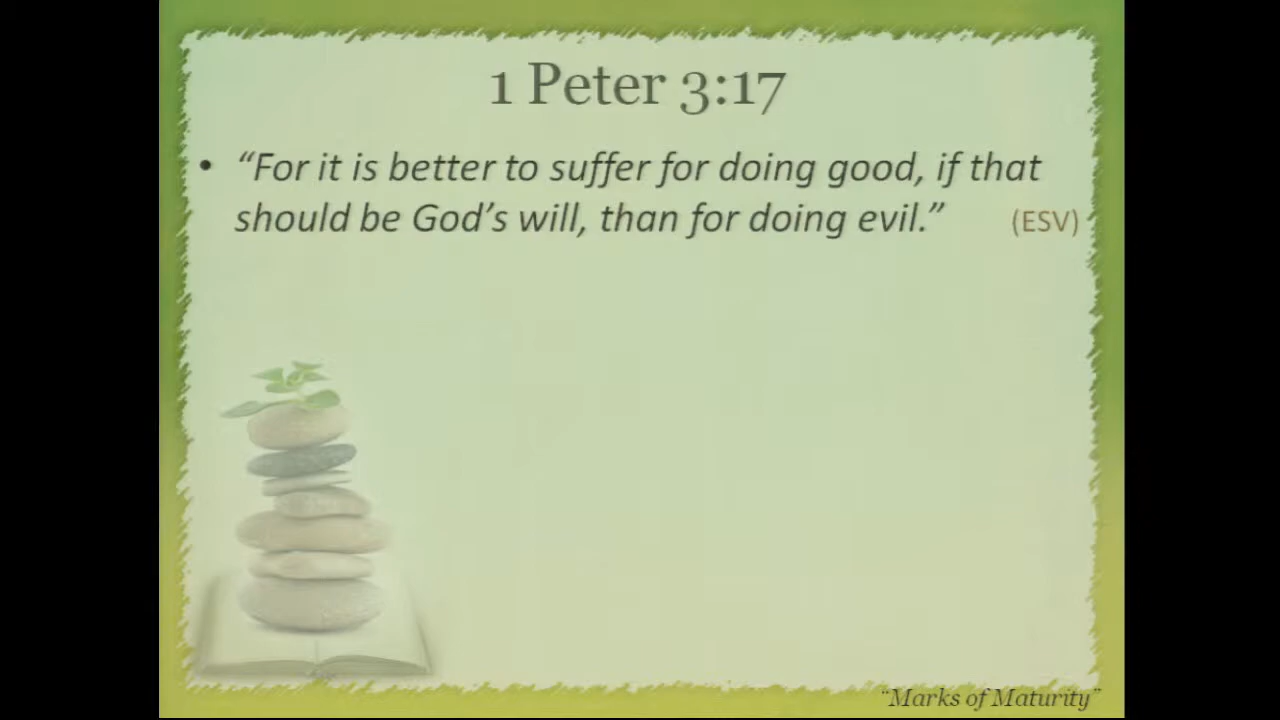 1 Peter 3:17
• “For it is better to suffer for doing good, if that
should be God’s will, than for doing evil.” (ESV)
“Marks of Maturity”